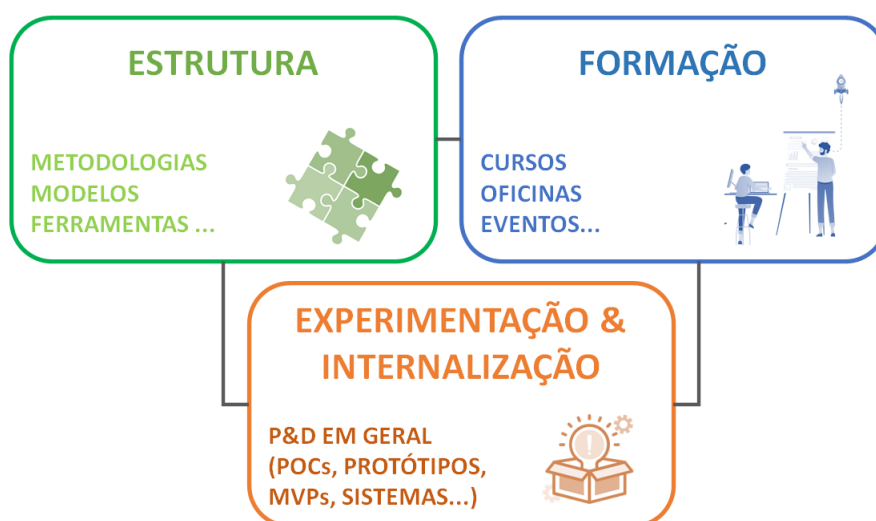 ESTRUTURA
METODOLOGIAS
MODELOS
FERRAMENTAS ...
FORMAÇÃO
CURSOS
OFICINAS
EVENTOS...
EXPERIMENTAÇÃO &
INTERNALIZAÇÃO
P&D EM GERAL
(POCs, PROTÓTIPOS,
MVPs, SISTEMAS...)